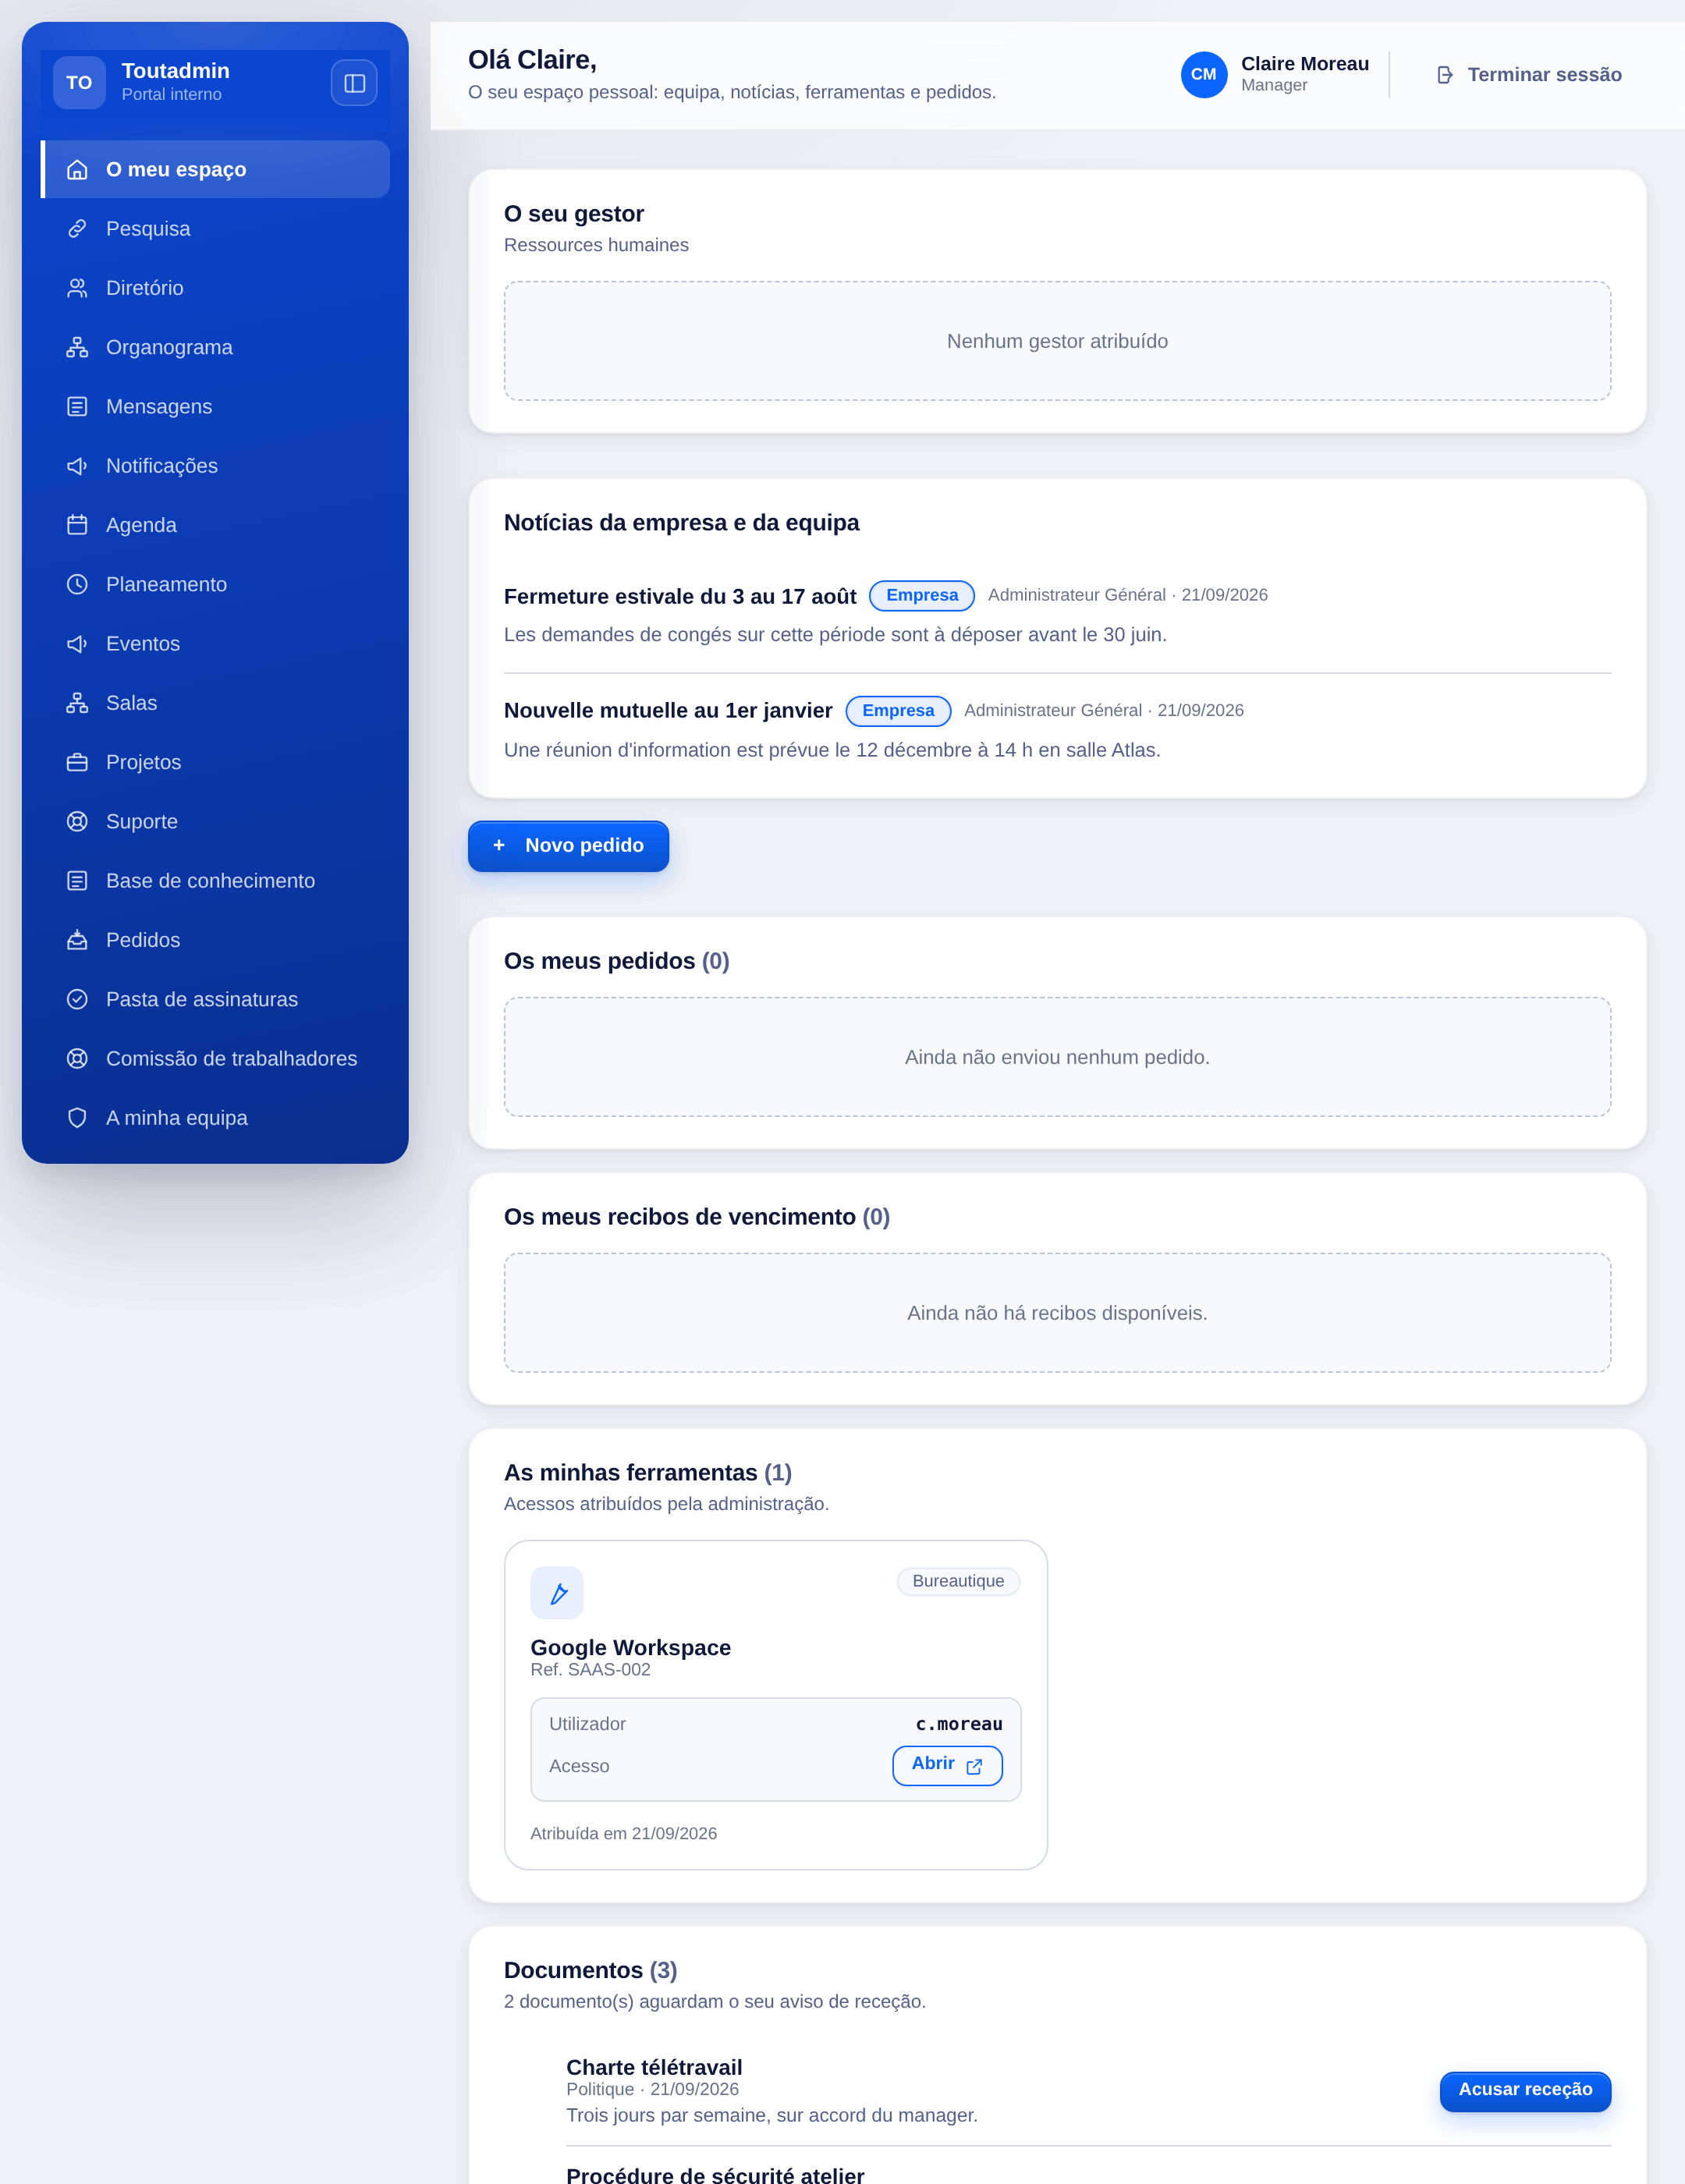 TO
Toutadmin
Portal interno
O meu espaço
Pesquisa
Diretório
Organograma
Mensagens
Notificações
Agenda
Planeamento
Eventos
Salas
Projetos
Suporte
Base de conhecimento
Pedidos
Pasta de assinaturas
Comissão de trabalhadores
A minha equipa
Olá Claire,
O seu espaço pessoal: equipa, notícias, ferramentas e pedidos.
CM
Claire Moreau
Manager
Terminar sessão
O seu gestor
Ressources humaines
Nenhum gestor atribuído
Notícias da empresa e da equipa
Fermeture estivale du 3 au 17 août Empresa Administrateur Général · 21/09/2026
Les demandes de congés sur cette période sont à déposer avant le 30 juin.
Nouvelle mutuelle au 1er janvier Empresa Administrateur Général · 21/09/2026
Une réunion d'information est prévue le 12 décembre à 14 h en salle Atlas.
+ Novo pedido
Os meus pedidos (0)
Ainda não enviou nenhum pedido.
Os meus recibos de vencimento (0)
Ainda não há recibos disponíveis.
As minhas ferramentas (1)
Acessos atribuídos pela administração.
Bureautique
Google Workspace
Ref. SAAS-002
Utilizador c.moreau
Acesso Abrir
Atribuída em 21/09/2026
Documentos (3)
2 documento(s) aguardam o seu aviso de receção.
Charte télétravail
Politique · 21/09/2026
Trois jours par semaine, sur accord du manager.
Acusar receção
Procédure de sécurité atelier